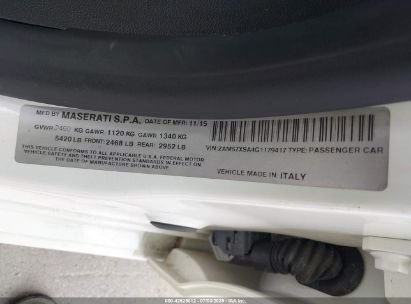 MFD BY MASERATI S.P.A. DATE OF MFR: 11/15
GVWR: 2460 KG GAWR: 1120 KG GAWR: 1340 KG
5420 LB FRONT: 2468 LB REAR: 2952 LB
THIS VEHICLE CONFORMS TO ALL APPLICABLE U.S.A. FEDERAL MOTOR
VEHICLE SAFETY AND THEFT PREVENTION STANDARDS IN EFFECT
ON THE DATE OF MANUFACTURE SHOWN ABOVE.
VIN: ZAM57XSA4G1179417 TYPE: PASSENGER CAR
VEHICLE MADE IN: ITALY